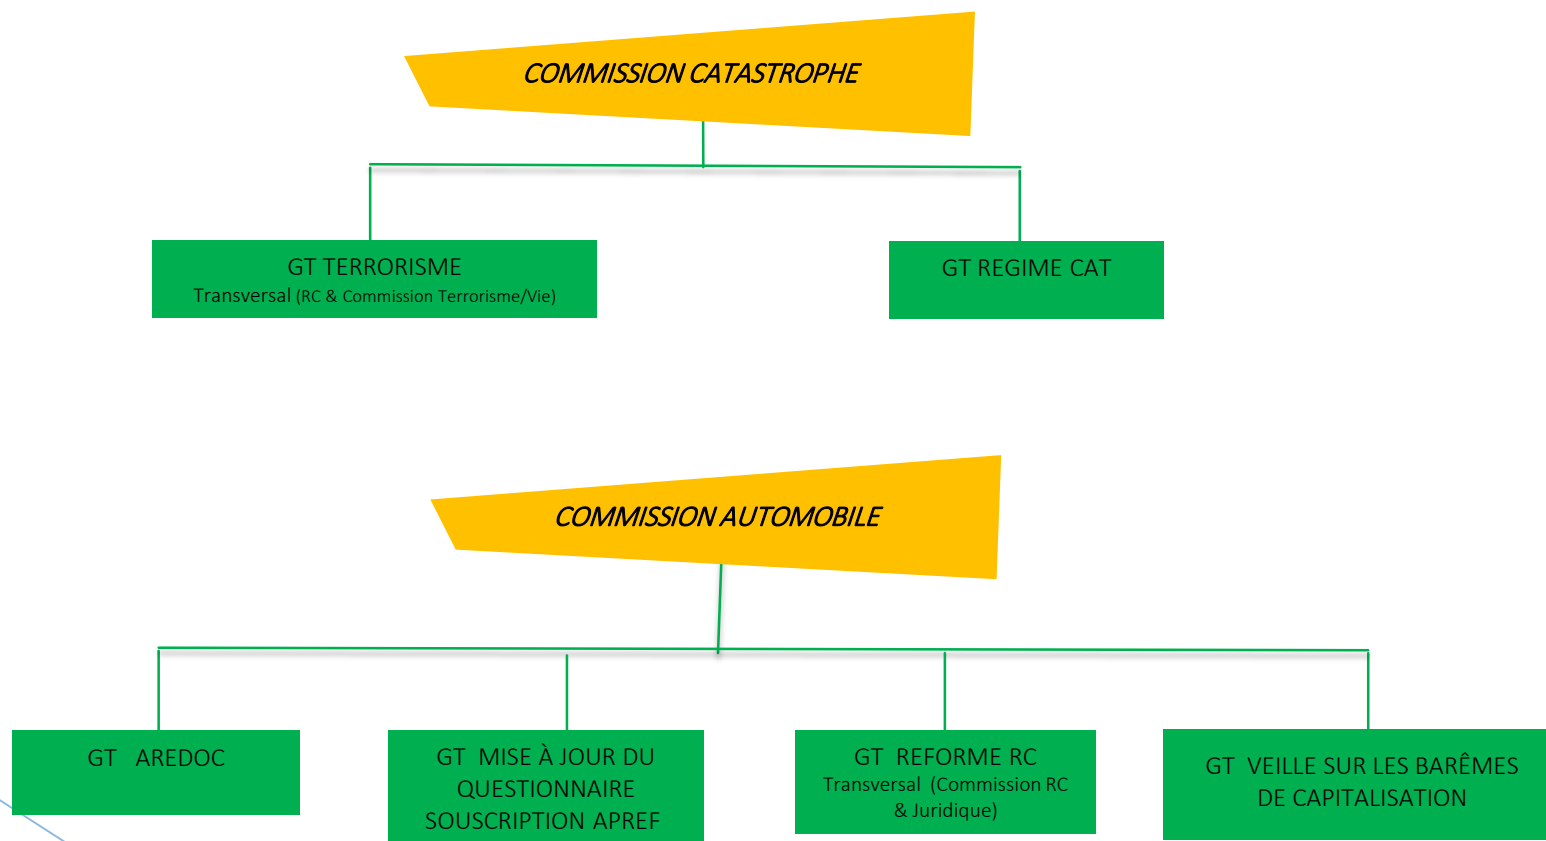 COMMISSION CATASTROPHE
GT TERRORISME
Transversal (RC & Commission Terrorisme/Vie)
GT REGIME CAT
COMMISSION AUTOMOBILE
GT AREDOC
GT MISE À JOUR DU
QUESTIONNAIRE
SOUSCRIPTION APREF
GT REFORME RC
Transversal (Commission RC
& Juridique)
GT VEILLE SUR LES BARÊMES
DE CAPITALISATION